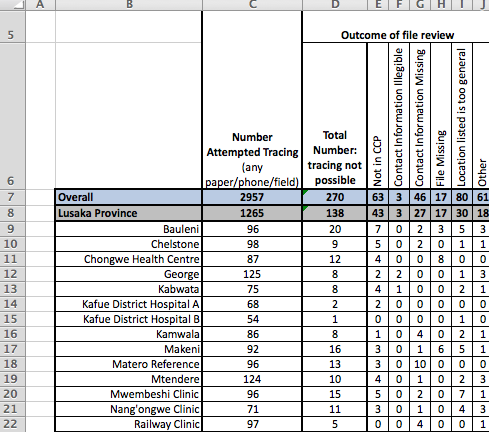 A B C D E F G H I J
5 Outcome of file review
6 Number Attempted Tracing (any paper/phone/field) Total Number: tracing not possible Not in CCP Contact Information Illegible Contact Information Missing File Missing Location listed is too general Other
7 Overall 2957 270 63 3 46 17 80 61
8 Lusaka Province 1265 138 43 3 27 17 30 18
9 Bauleni 96 20 7 0 2 3 5 3
10 Chelstone 98 9 5 0 2 0 1 1
11 Chongwe Health Centre 87 12 4 0 0 8 0 0
12 George 125 8 2 2 0 0 1 3
13 Kabwata 75 8 4 1 0 0 2 1
14 Kafue District Hospital A 68 2 2 0 0 0 0 0
15 Kafue District Hospital B 54 1 0 0 0 0 1 0
16 Kamwala 86 8 1 0 4 0 2 1
17 Makeni 92 16 3 0 1 6 5 1
18 Matero Reference 96 13 3 0 10 0 0 0
19 Mtendere 124 10 4 0 1 0 2 3
20 Mwembeshi Clinic 96 15 5 0 2 0 7 1
21 Nang'ongwe Clinic 71 11 3 0 1 0 4 3
22 Railway Clinic 97 5 0 0 4 0 0 1